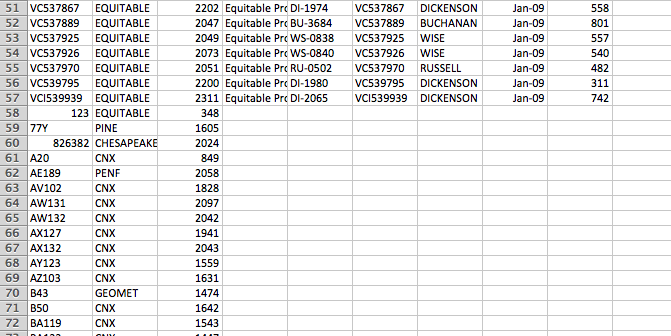 51 VC537867 EQUITABLE 2202 Equitable Pro DI-1974 VC537867 DICKENSON Jan-09 558
52 VC537889 EQUITABLE 2047 Equitable Pro BU-3684 VC537889 BUCHANAN Jan-09 801
53 VC537925 EQUITABLE 2049 Equitable Pro WS-0838 VC537925 WISE Jan-09 557
54 VC537926 EQUITABLE 2073 Equitable Pro WS-0840 VC537926 WISE Jan-09 540
55 VC537970 EQUITABLE 2051 Equitable Pro RU-0502 VC537970 RUSSELL Jan-09 482
56 VC539795 EQUITABLE 2200 Equitable Pro DI-1980 VC539795 DICKENSON Jan-09 311
57 VCI539939 EQUITABLE 2311 Equitable Pro DI-2065 VCI539939 DICKENSON Jan-09 742
58 123 EQUITABLE 348
59 77Y PINE 1605
60 826382 CHESAPEAKE 2024
61 A20 CNX 849
62 AE189 PENF 2058
63 AV102 CNX 1828
64 AW131 CNX 2097
65 AW132 CNX 2042
66 AX127 CNX 1941
67 AX132 CNX 2043
68 AY123 CNX 1559
69 AZ103 CNX 1631
70 B43 GEOMET 1474
71 B50 CNX 1642
72 BA119 CNX 1543